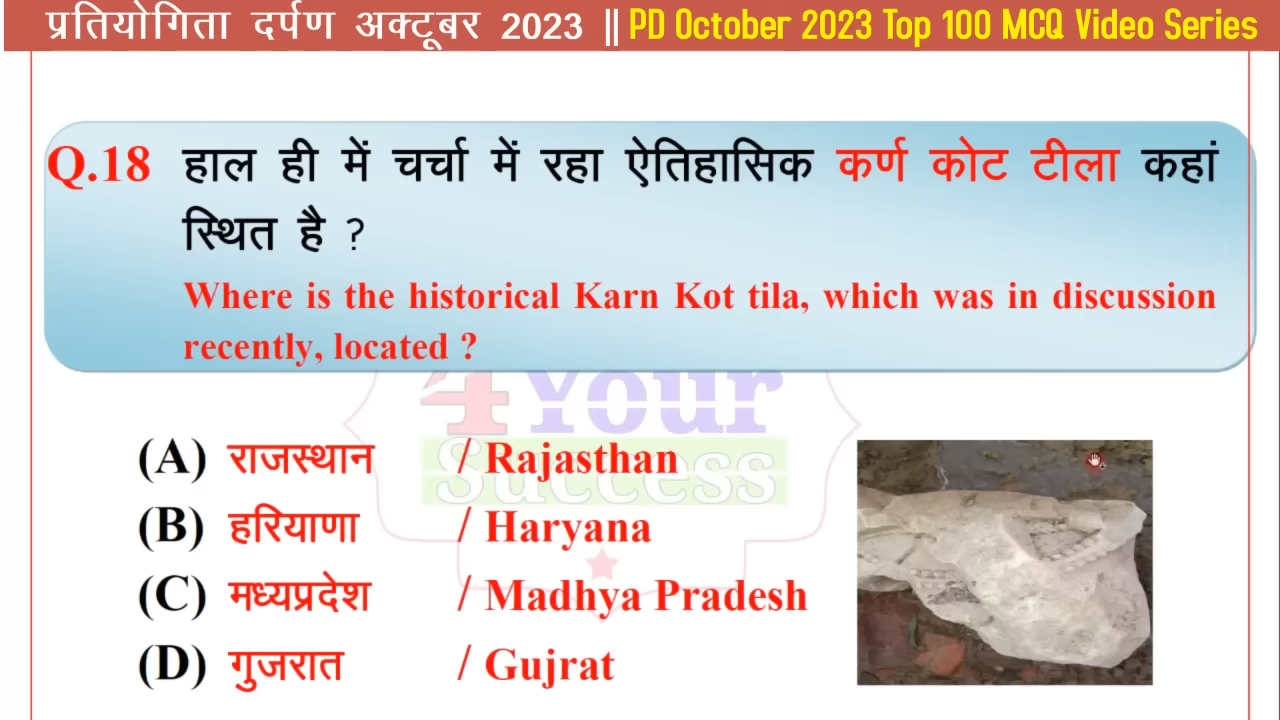 प्रतियोगिता दर्पण अक्टूबर 2023 || PD October 2023 Top 100 MCQ Video Series
Q.18 हाल ही में चर्चा में रहा ऐतिहासिक कर्ण कोट टीला कहां
स्थित है ?
Where is the historical Karn Kot tila, which was in discussion
recently, located ?
4Your
Success
(A) राजस्थान / Rajasthan
(B) हरियाणा / Haryana
(C) मध्यप्रदेश / Madhya Pradesh
(D) गुजरात / Gujrat